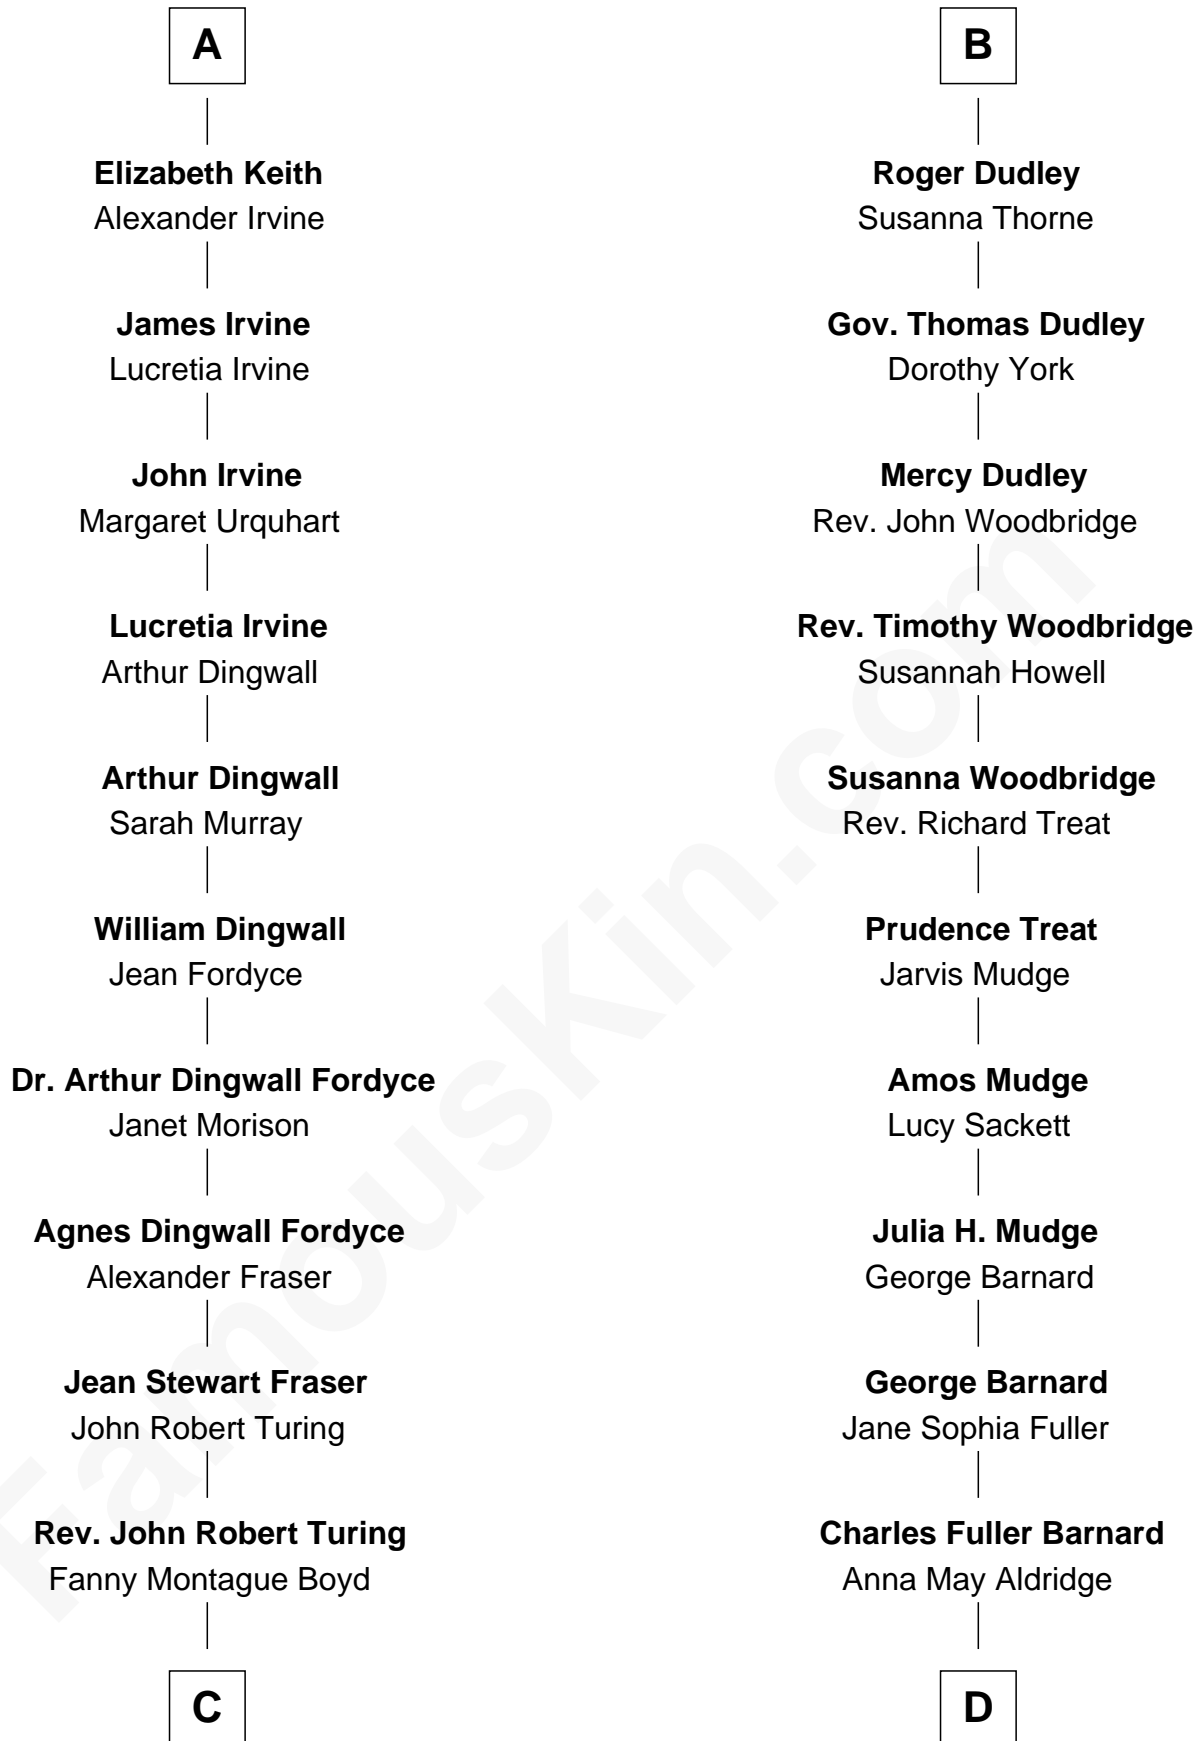 A
Elizabeth Keith
Alexander Irvine
James Irvine
Lucretia Irvine
John Irvine
Margaret Urquhart
Lucretia Irvine
Arthur Dingwall
Arthur Dingwall
Sarah Murray
William Dingwall
Jean Fordyce
Dr. Arthur Dingwall Fordyce
Janet Morison
Agnes Dingwall Fordyce
Alexander Fraser
Jean Stewart Fraser
John Robert Turing
Rev. John Robert Turing
Fanny Montague Boyd
C
B
Roger Dudley
Susanna Thorne
Gov. Thomas Dudley
Dorothy York
Mercy Dudley
Rev. John Woodbridge
Rev. Timothy Woodbridge
Susannah Howell
Susanna Woodbridge
Rev. Richard Treat
Prudence Treat
Jarvis Mudge
Amos Mudge
Lucy Sackett
Julia H. Mudge
George Barnard
George Barnard
Jane Sophia Fuller
Charles Fuller Barnard
Anna May Aldridge
D
FamousKin.com